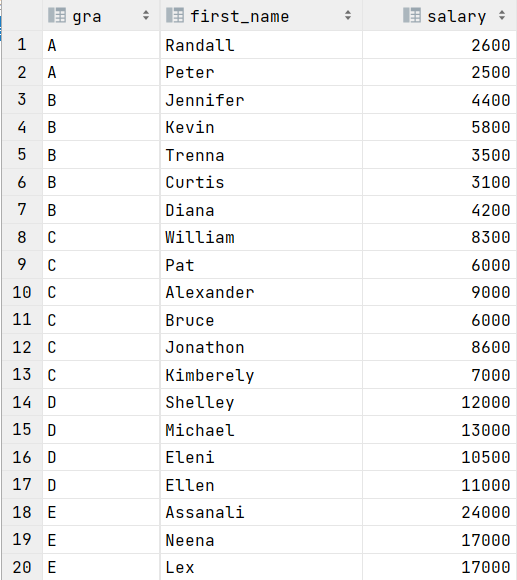 gra first_name salary
1 A Randall 2600
2 A Peter 2500
3 B Jennifer 4400
4 B Kevin 5800
5 B Trenna 3500
6 B Curtis 3100
7 B Diana 4200
8 C William 8300
9 C Pat 6000
10 C Alexander 9000
11 C Bruce 6000
12 C Jonathon 8600
13 C Kimberely 7000
14 D Shelley 12000
15 D Michael 13000
16 D Eleni 10500
17 D Ellen 11000
18 E Assanali 24000
19 E Neena 17000
20 E Lex 17000